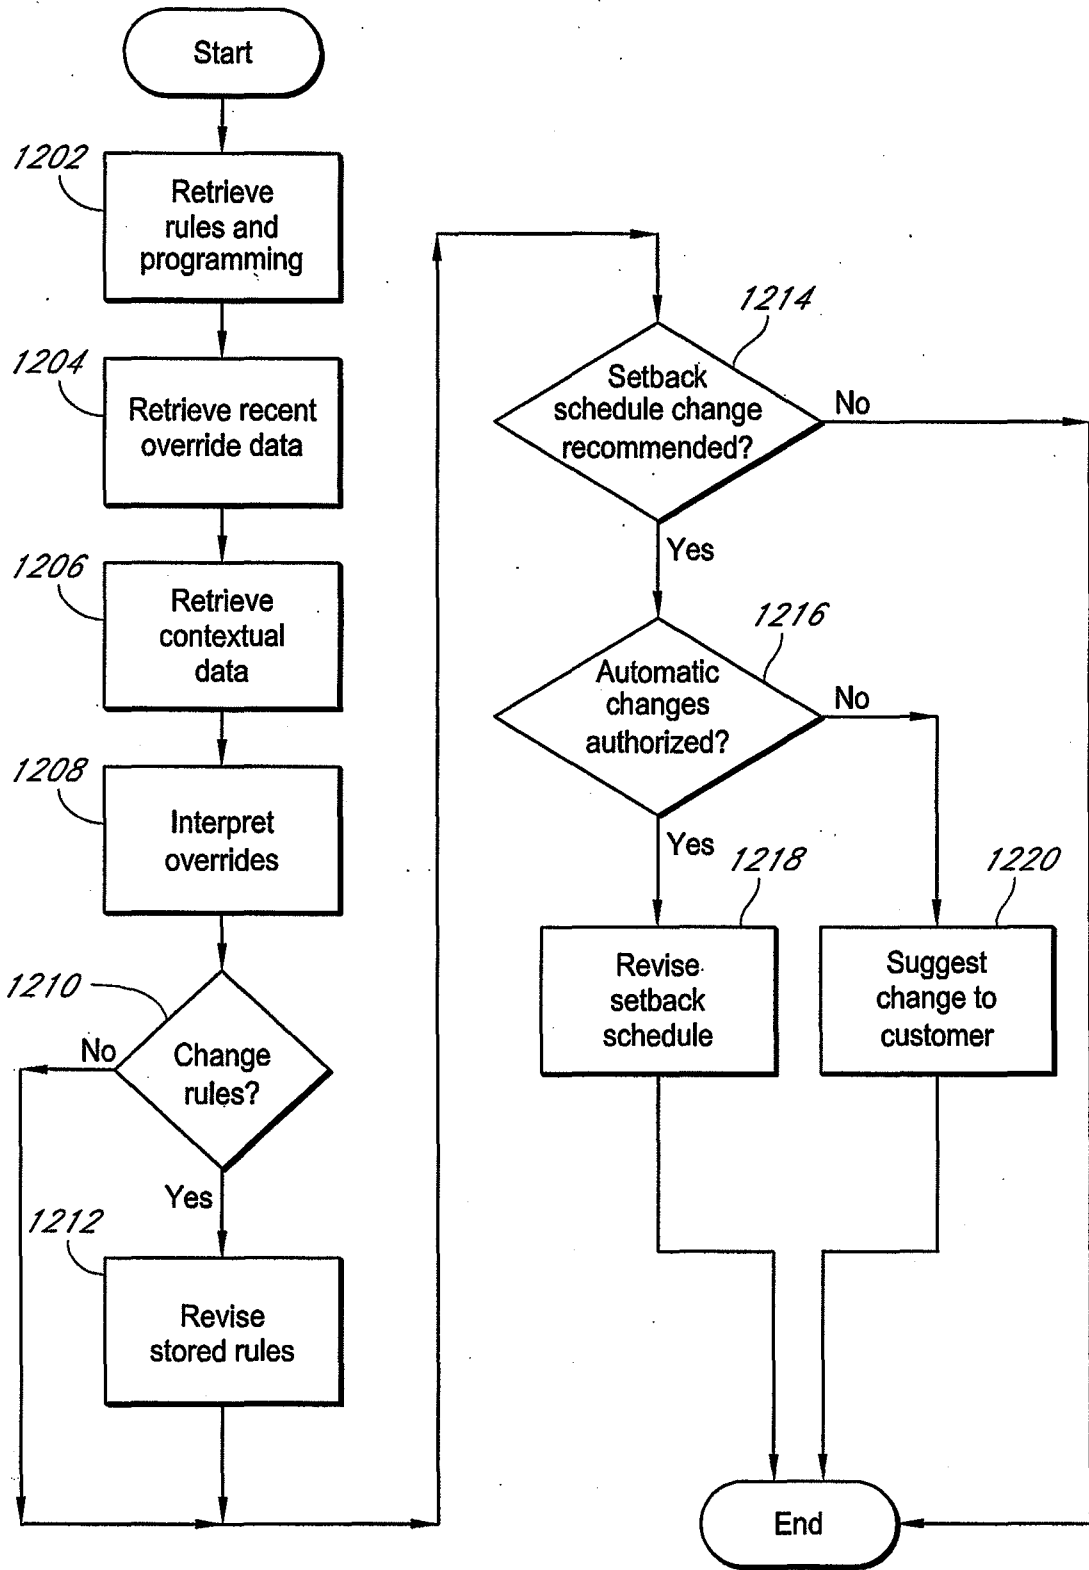 Start
1202
Retrieve
rules and
programming
1204
Retrieve recent
override data
1206
Retrieve
contextual
data
1208
Interpret
overrides
1210
No
Change
rules?
Yes
1212
Revise
stored rules
1214
Setback
schedule change
recommended?
No
Yes
1216
Automatic
changes
authorized?
No
Yes
1218
Revise
setback
schedule
1220
Suggest
change to
customer
End